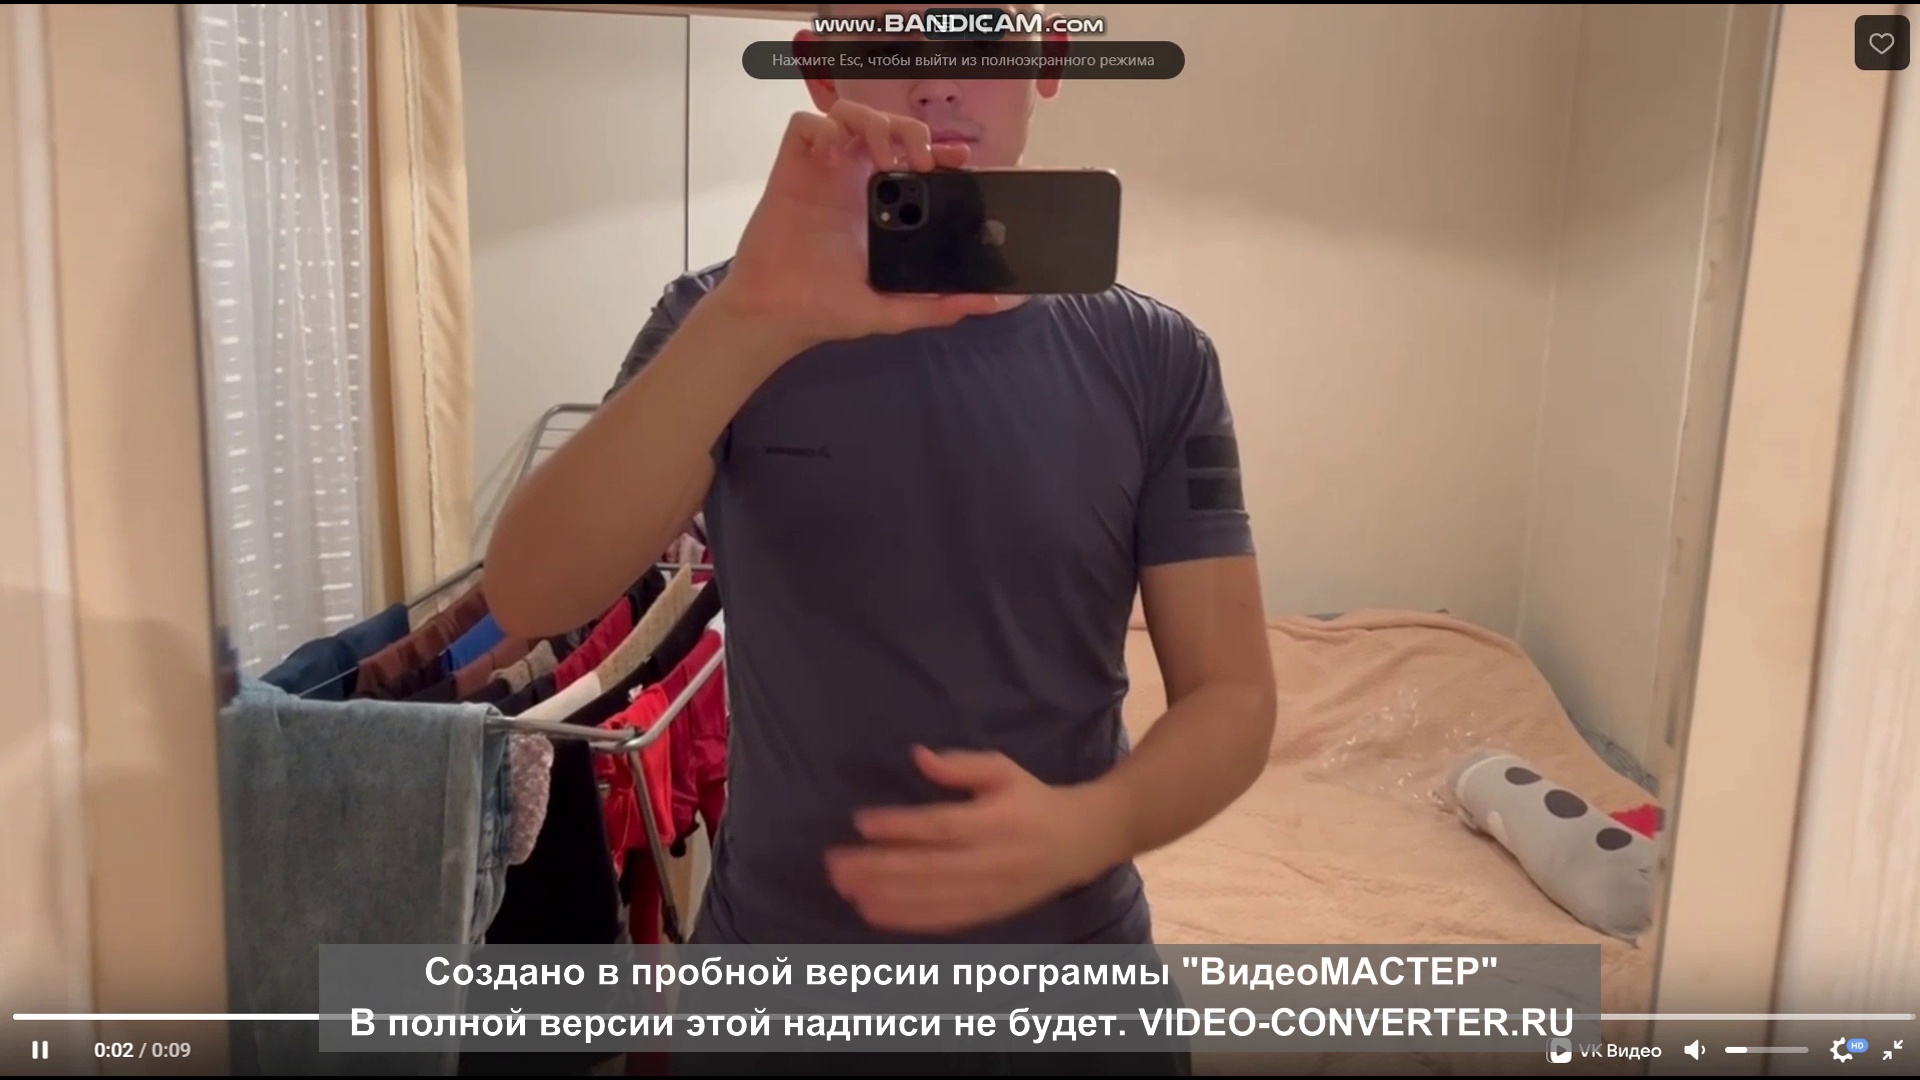 www.BANDICAM.com
Нажмите Esc, чтобы выйти из полноэкранного режима
Создано в пробной версии программы "ВидеоМАСТЕР"
В полной версии этой надписи не будет. VIDEO-CONVERTER.RU
0:02 / 0:09
VK Видео
HD